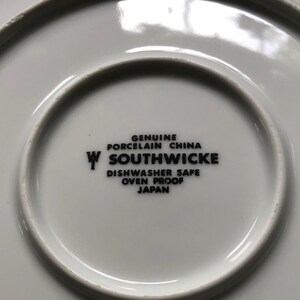 GENUINE
PORCELAIN CHINA
SOUTHWICKE
DISHWASHER SAFE
OVEN PROOF
JAPAN